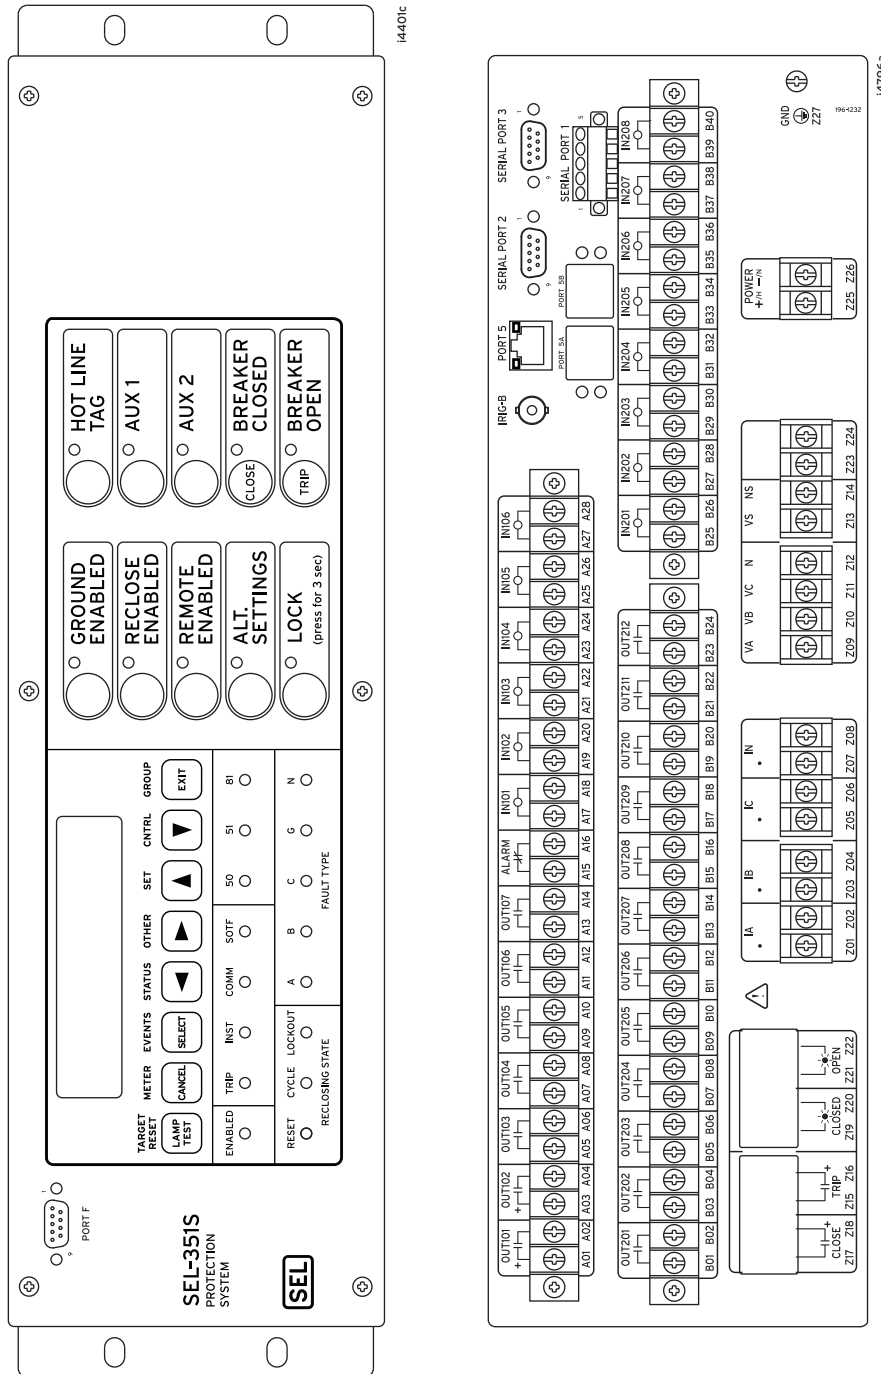 i4401c
PORT F
1
9
SEL-351S
PROTECTION
SYSTEM
SEL
TARGET
RESET
METER
EVENTS
STATUS
OTHER
SET
CNTRL
GROUP
LAMP
TEST
CANCEL
SELECT
EXIT
ENABLED
TRIP
INST
COMM
SOTF
50
51
81
RESET
CYCLE
LOCKOUT
A
B
C
G
N
RECLOSING STATE
FAULT TYPE
GROUND
ENABLED
RECLOSE
ENABLED
REMOTE
ENABLED
ALT.
SETTINGS
LOCK
(press for 3 sec)
HOT LINE
TAG
AUX 1
AUX 2
BREAKER
CLOSED
CLOSE
BREAKER
OPEN
TRIP
IRIG-B
PORT 5
SERIAL PORT 2
1
9
SERIAL PORT 3
1
9
PORT 5A
PORT 5B
SERIAL PORT 1
1
5
OUT101 OUT102 OUT103 OUT104 OUT105 OUT106 OUT107 ALARM IN101 IN102 IN103 IN104 IN105 IN106
+ +
A01 A02 A03 A04 A05 A06 A07 A08 A09 A10 A11 A12 A13 A14 A15 A16 A17 A18 A19 A20 A21 A22 A23 A24 A25 A26 A27 A28
OUT201 OUT202 OUT203 OUT204 OUT205 OUT206 OUT207 OUT208 OUT209 OUT210 OUT211 OUT212
IN201 IN202 IN203 IN204 IN205 IN206 IN207 IN208
B01 B02 B03 B04 B05 B06 B07 B08 B09 B10 B11 B12 B13 B14 B15 B16 B17 B18 B19 B20 B21 B22 B23 B24
B25 B26 B27 B28 B29 B30 B31 B32 B33 B34 B35 B36 B37 B38 B39 B40
+ +
CLOSE TRIP CLOSED OPEN
Z17 Z18 Z15 Z16 Z19 Z20 Z21 Z22
!
IA IB IC IN
Z01 Z02 Z03 Z04 Z05 Z06 Z07 Z08
VA VB VC N VS NS
Z09 Z10 Z11 Z12 Z13 Z14 Z23 Z24
POWER
+/H −/N
Z25 Z26
GND
Z27